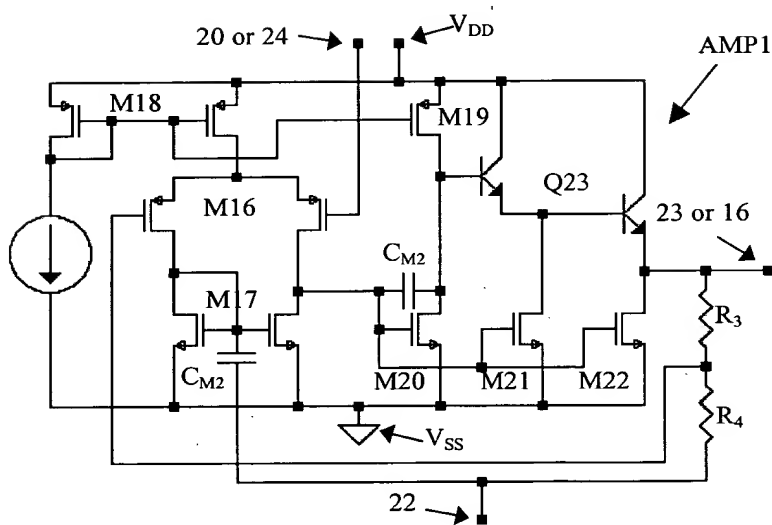 20 or 24
V_DD
AMP1
M18
M19
Q23
M16
23 or 16
C_M2
M17
R_3
C_M2
M20
M21
M22
R_4
V_SS
22